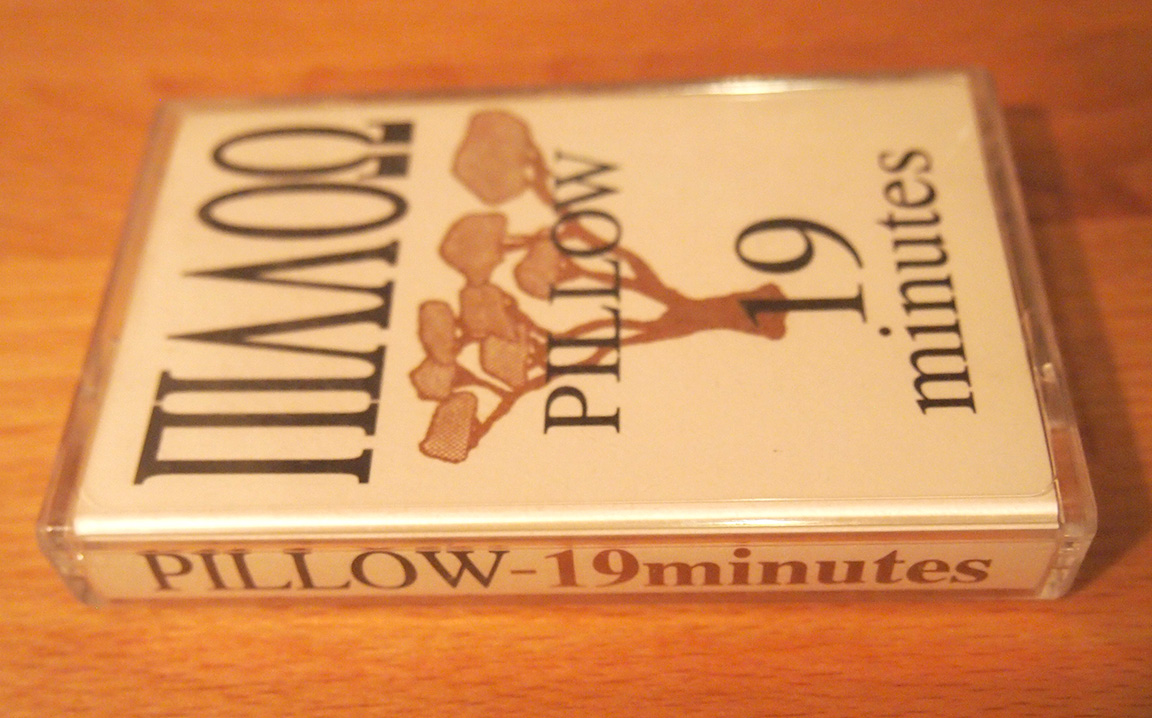 ΠΙΛΛΟΩ
PILLOW
19
minutes
PILLOW-19minutes